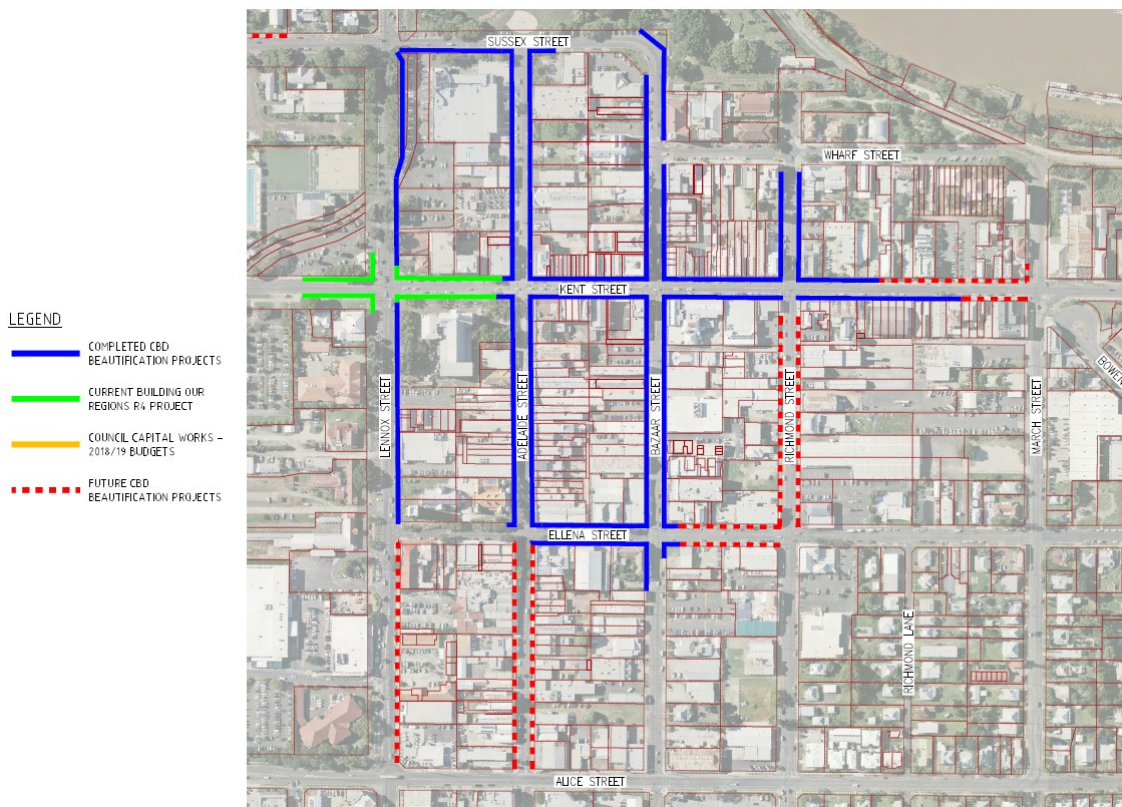 SUSSEX STREET
WHARF STREET
KENT STREET
LEGEND
COMPLETED CBD
BEAUTIFICATION PROJECTS
CURRENT BUILDING OUR
REGIONS R4 PROJECT
COUNCIL CAPITAL WORKS –
2018/19 BUDGETS
FUTURE CBD
BEAUTIFICATION PROJECTS
LENNOX STREET
ADELAIDE STREET
BAZAAR STREET
RICHMOND STREET
MARCH STREET
BOWEN
ELLENA STREET
RICHMOND LANE
ALICE STREET